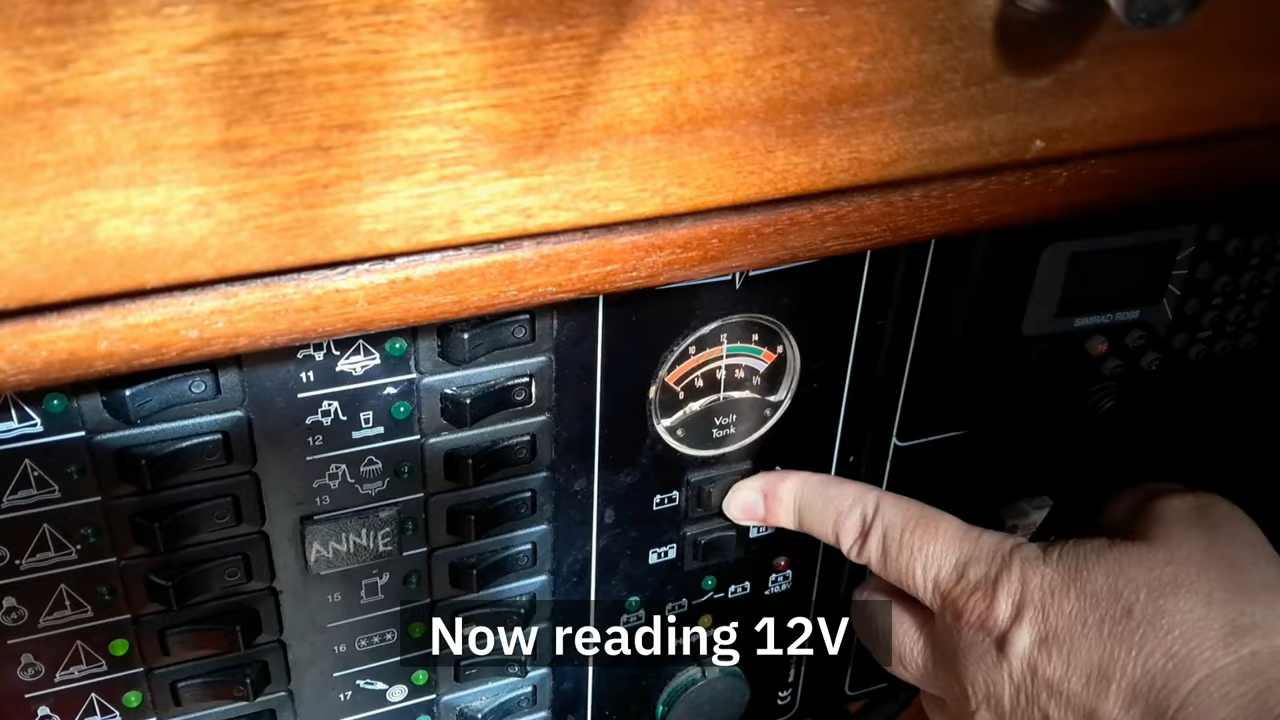 SIMRAD RD68
10 12 14 16
0 1/4 1/2 3/4 1/1
Volt
Tank
11
12
13
ANNIE
15
16
17
<10,8V
CE
Now reading 12V